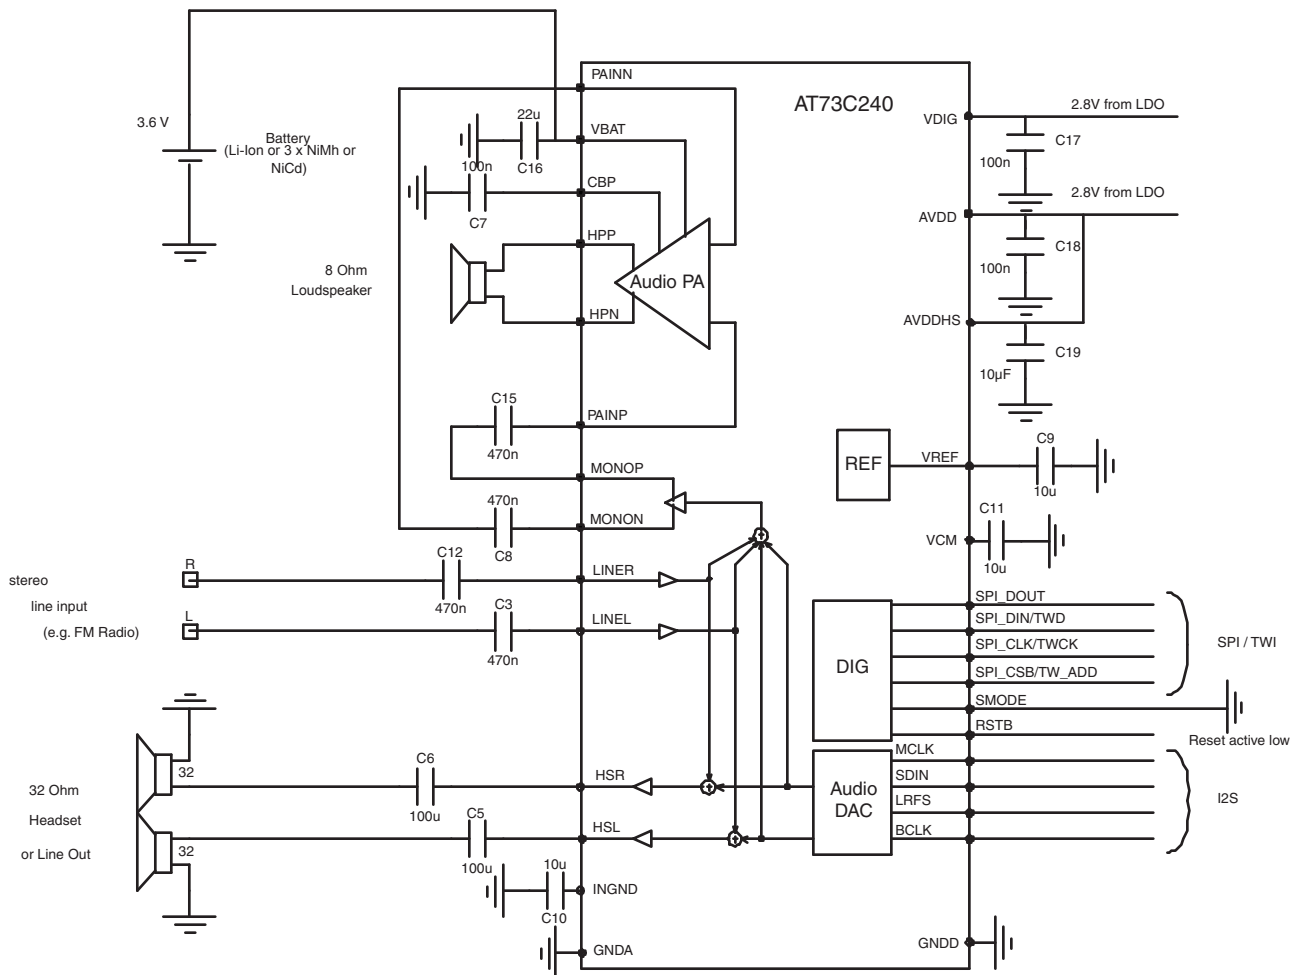 PAINN
AT73C240
2.8V from LDO
VDIG
3.6 V
22u
VBAT
Battery
(Li-Ion or 3 x NiMh or
NiCd)
C17
100n
C16
100n
CBP
C7
2.8V from LDO
AVDD
HPP
C18
100n
8 Ohm
Loudspeaker
Audio PA
HPN
AVDDHS
C19
10µF
C15
PAINP
470n
MONOP
REF
VREF
C9
10u
470n
MONON
C8
C11
VCM
10u
C12
R
LINER
470n
stereo
line input
(e.g. FM Radio)
L
C3
LINEL
470n
DIG
SPI_DOUT
SPI_DIN/TWD
SPI_CLK/TWCK
SPI_CSB/TW_ADD
SPI / TWI
SMODE
RSTB
Reset active low
32
C6
HSR
100u
32 Ohm
Headset
or Line Out
32
C5
HSL
100u
Audio
DAC
MCLK
SDIN
LRFS
BCLK
I2S
10u
INGND
C10
GNDA
GNDD